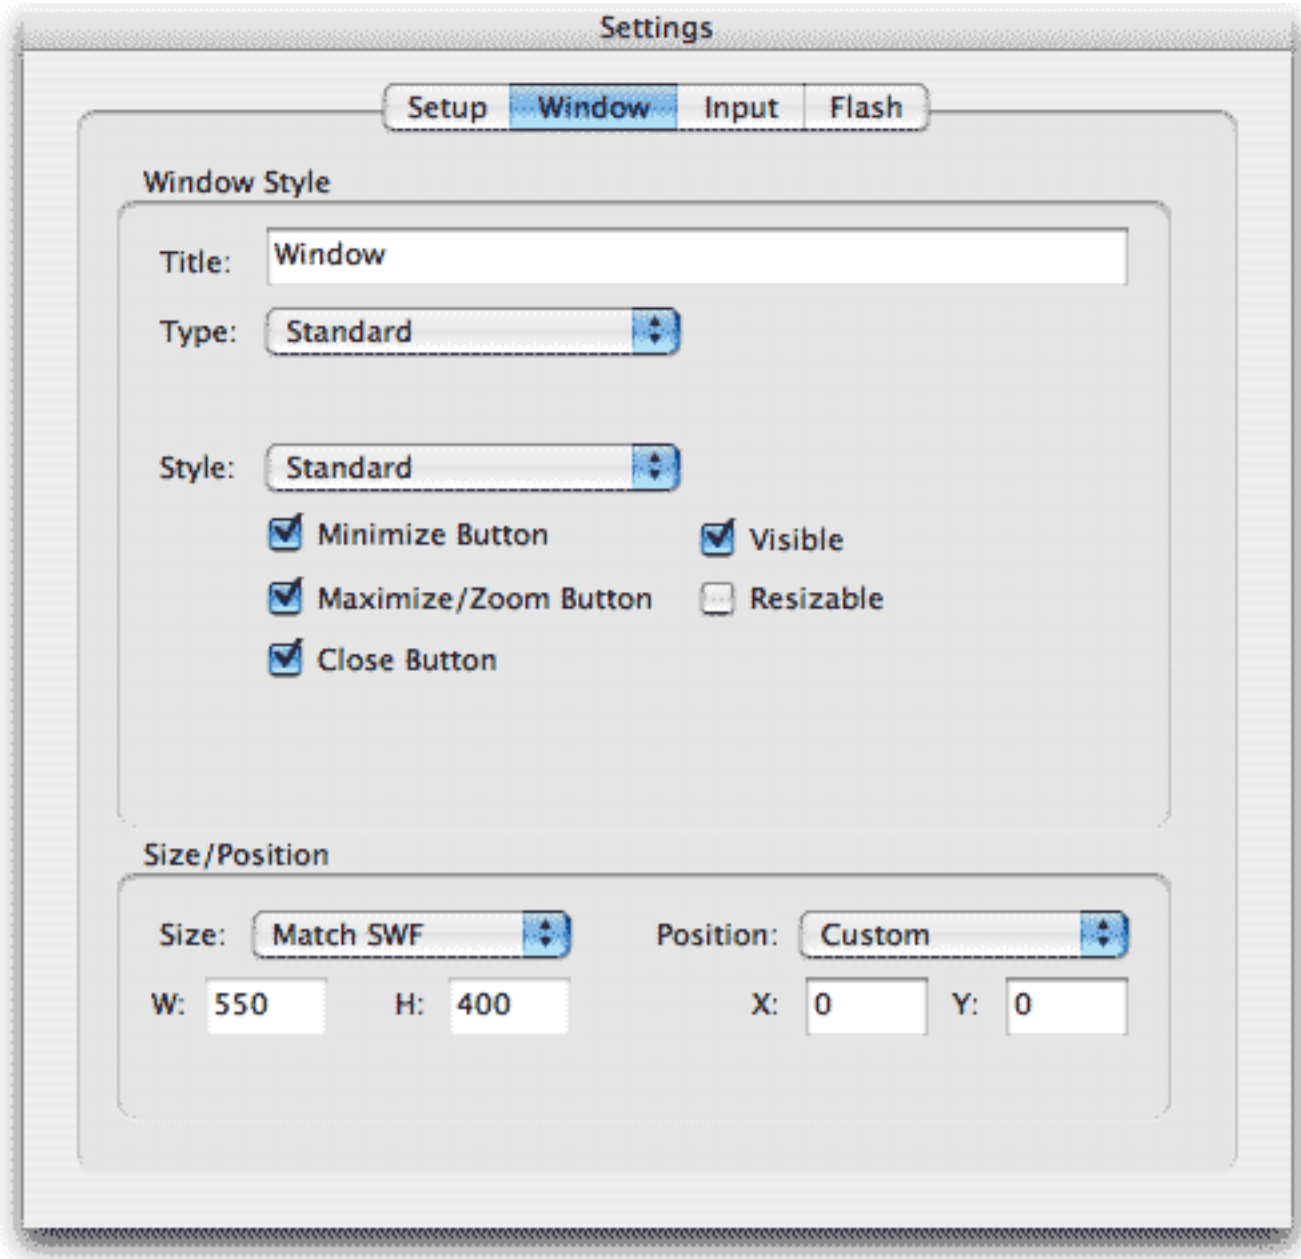 Settings
Setup Window Input Flash
Window Style
Title: Window
Type: Standard
Style: Standard
Minimize Button Visible
Maximize/Zoom Button Resizable
Close Button
Size/Position
Size: Match SWF Position: Custom
W: 550 H: 400 X: 0 Y: 0